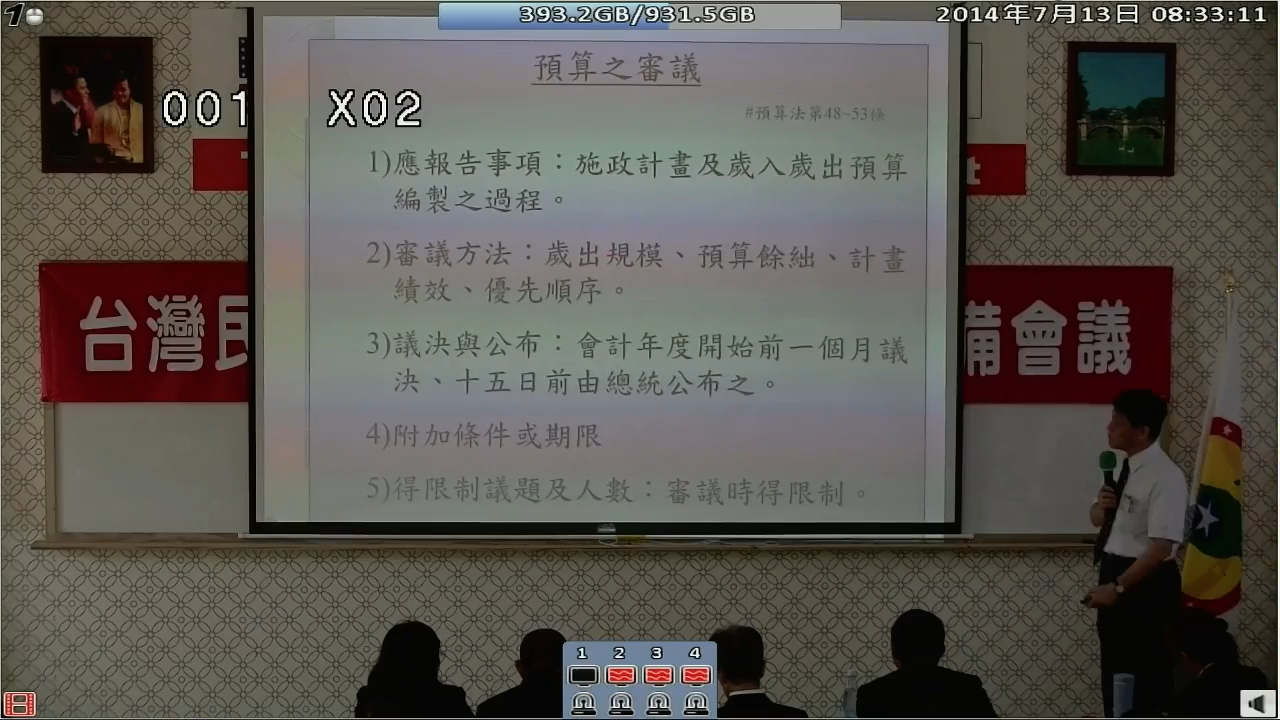 1
393.2GB/931.5GB
2014年7月13日 08:33:11
001 X02
預算之審議
#預算法第48~53條
1)應報告事項：施政計畫及歲入歲出預算
編製之過程。
2)審議方法：歲出規模、預算餘絀、計畫
績效、優先順序。
3)議決與公布：會計年度開始前一個月議
決、十五日前由總統公布之。
4)附加條件或期限
5)得限制議題及人數：審議時得限制。
t
台灣民
備會議
1 2 3 4